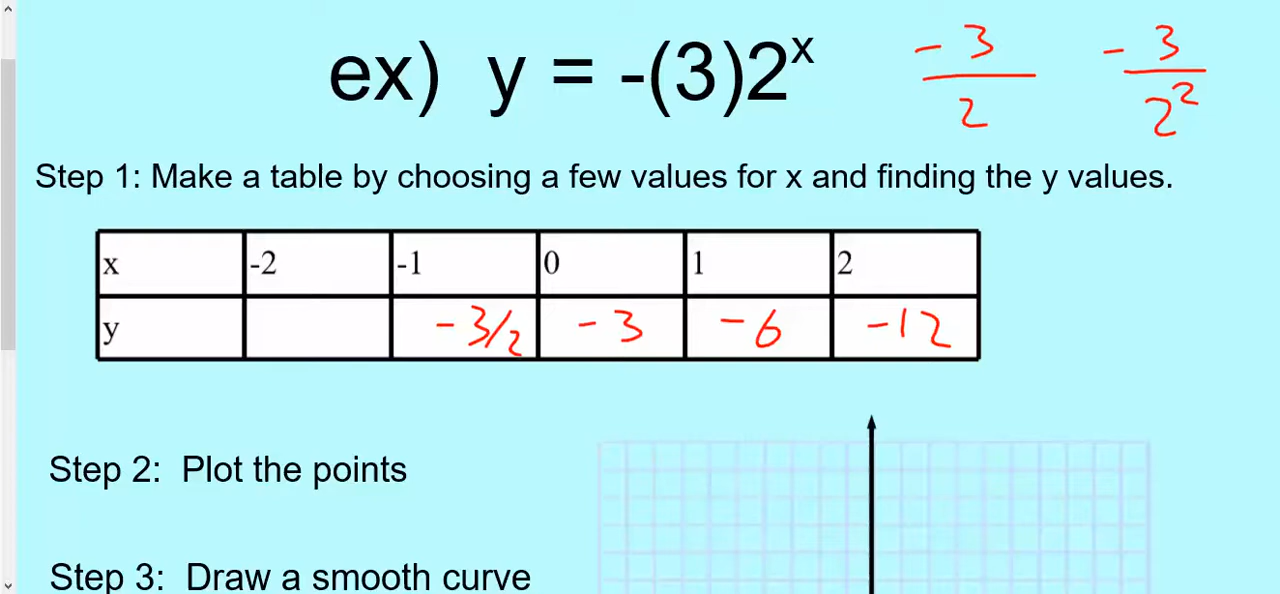 ex) y = -(3)2^x -3/2 -3/2^2
Step 1: Make a table by choosing a few values for x and finding the y values.
x -2 -1 0 1 2
y -3/2 -3 -6 -12
Step 2: Plot the points
Step 3: Draw a smooth curve